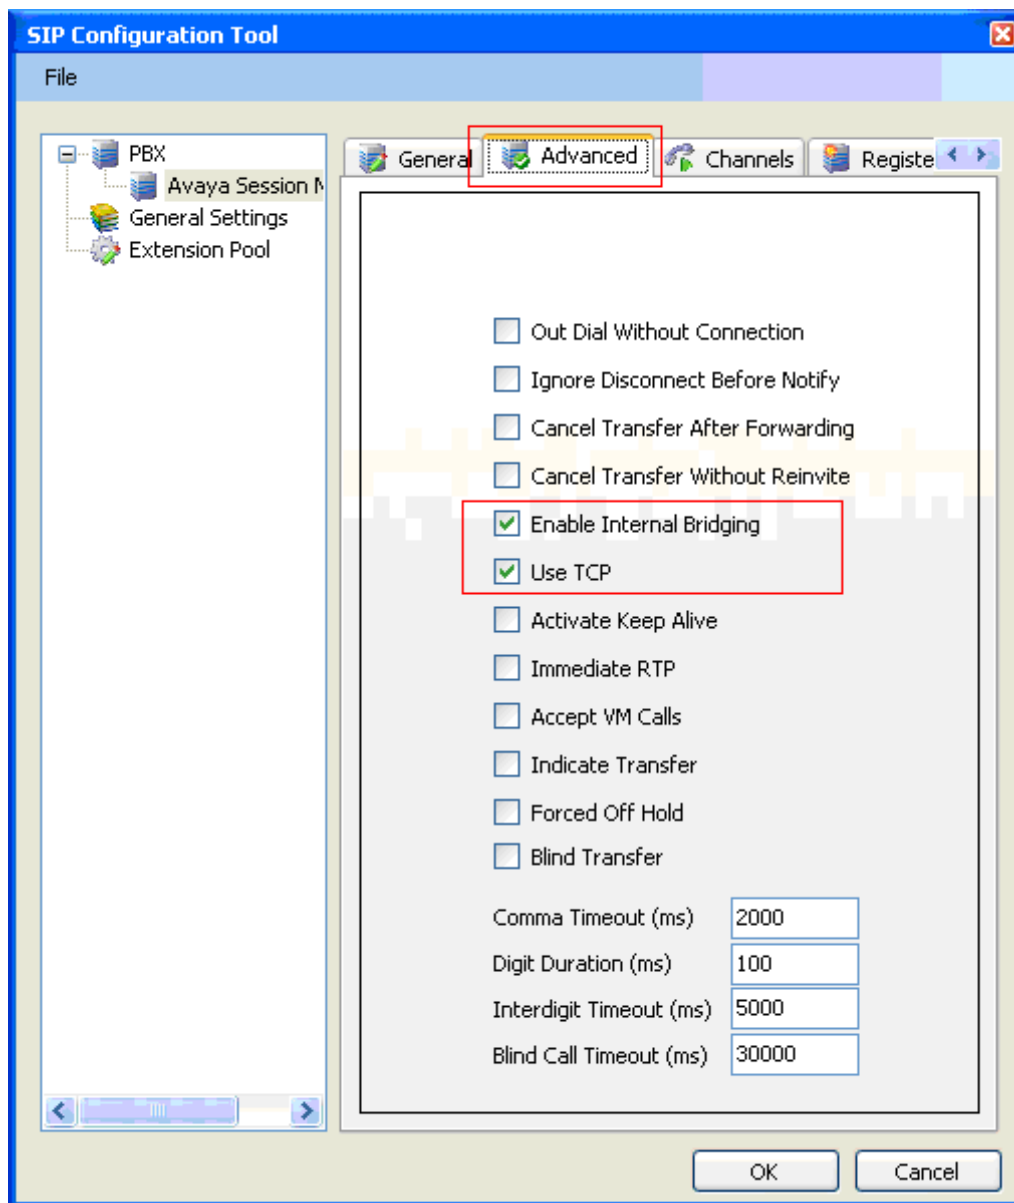 SIP Configuration Tool
File
PBX
Avaya Session
General Settings
Extension Pool
General
Advanced
Channels
Out Dial Without Connection
Ignore Disconnect Before Notify
Cancel Transfer After Forwarding
Cancel Transfer Without Reinvite
Enable Internal Bridging
Use TCP
Activate Keep Alive
Immediate RTP
Accept VM Calls
Indicate Transfer
Forced Off Hold
Blind Transfer
Comma Timeout (ms) 2000
Digit Duration (ms) 100
Interdigit Timeout (ms) 5000
Blind Call Timeout (ms) 30000
OK
Cancel